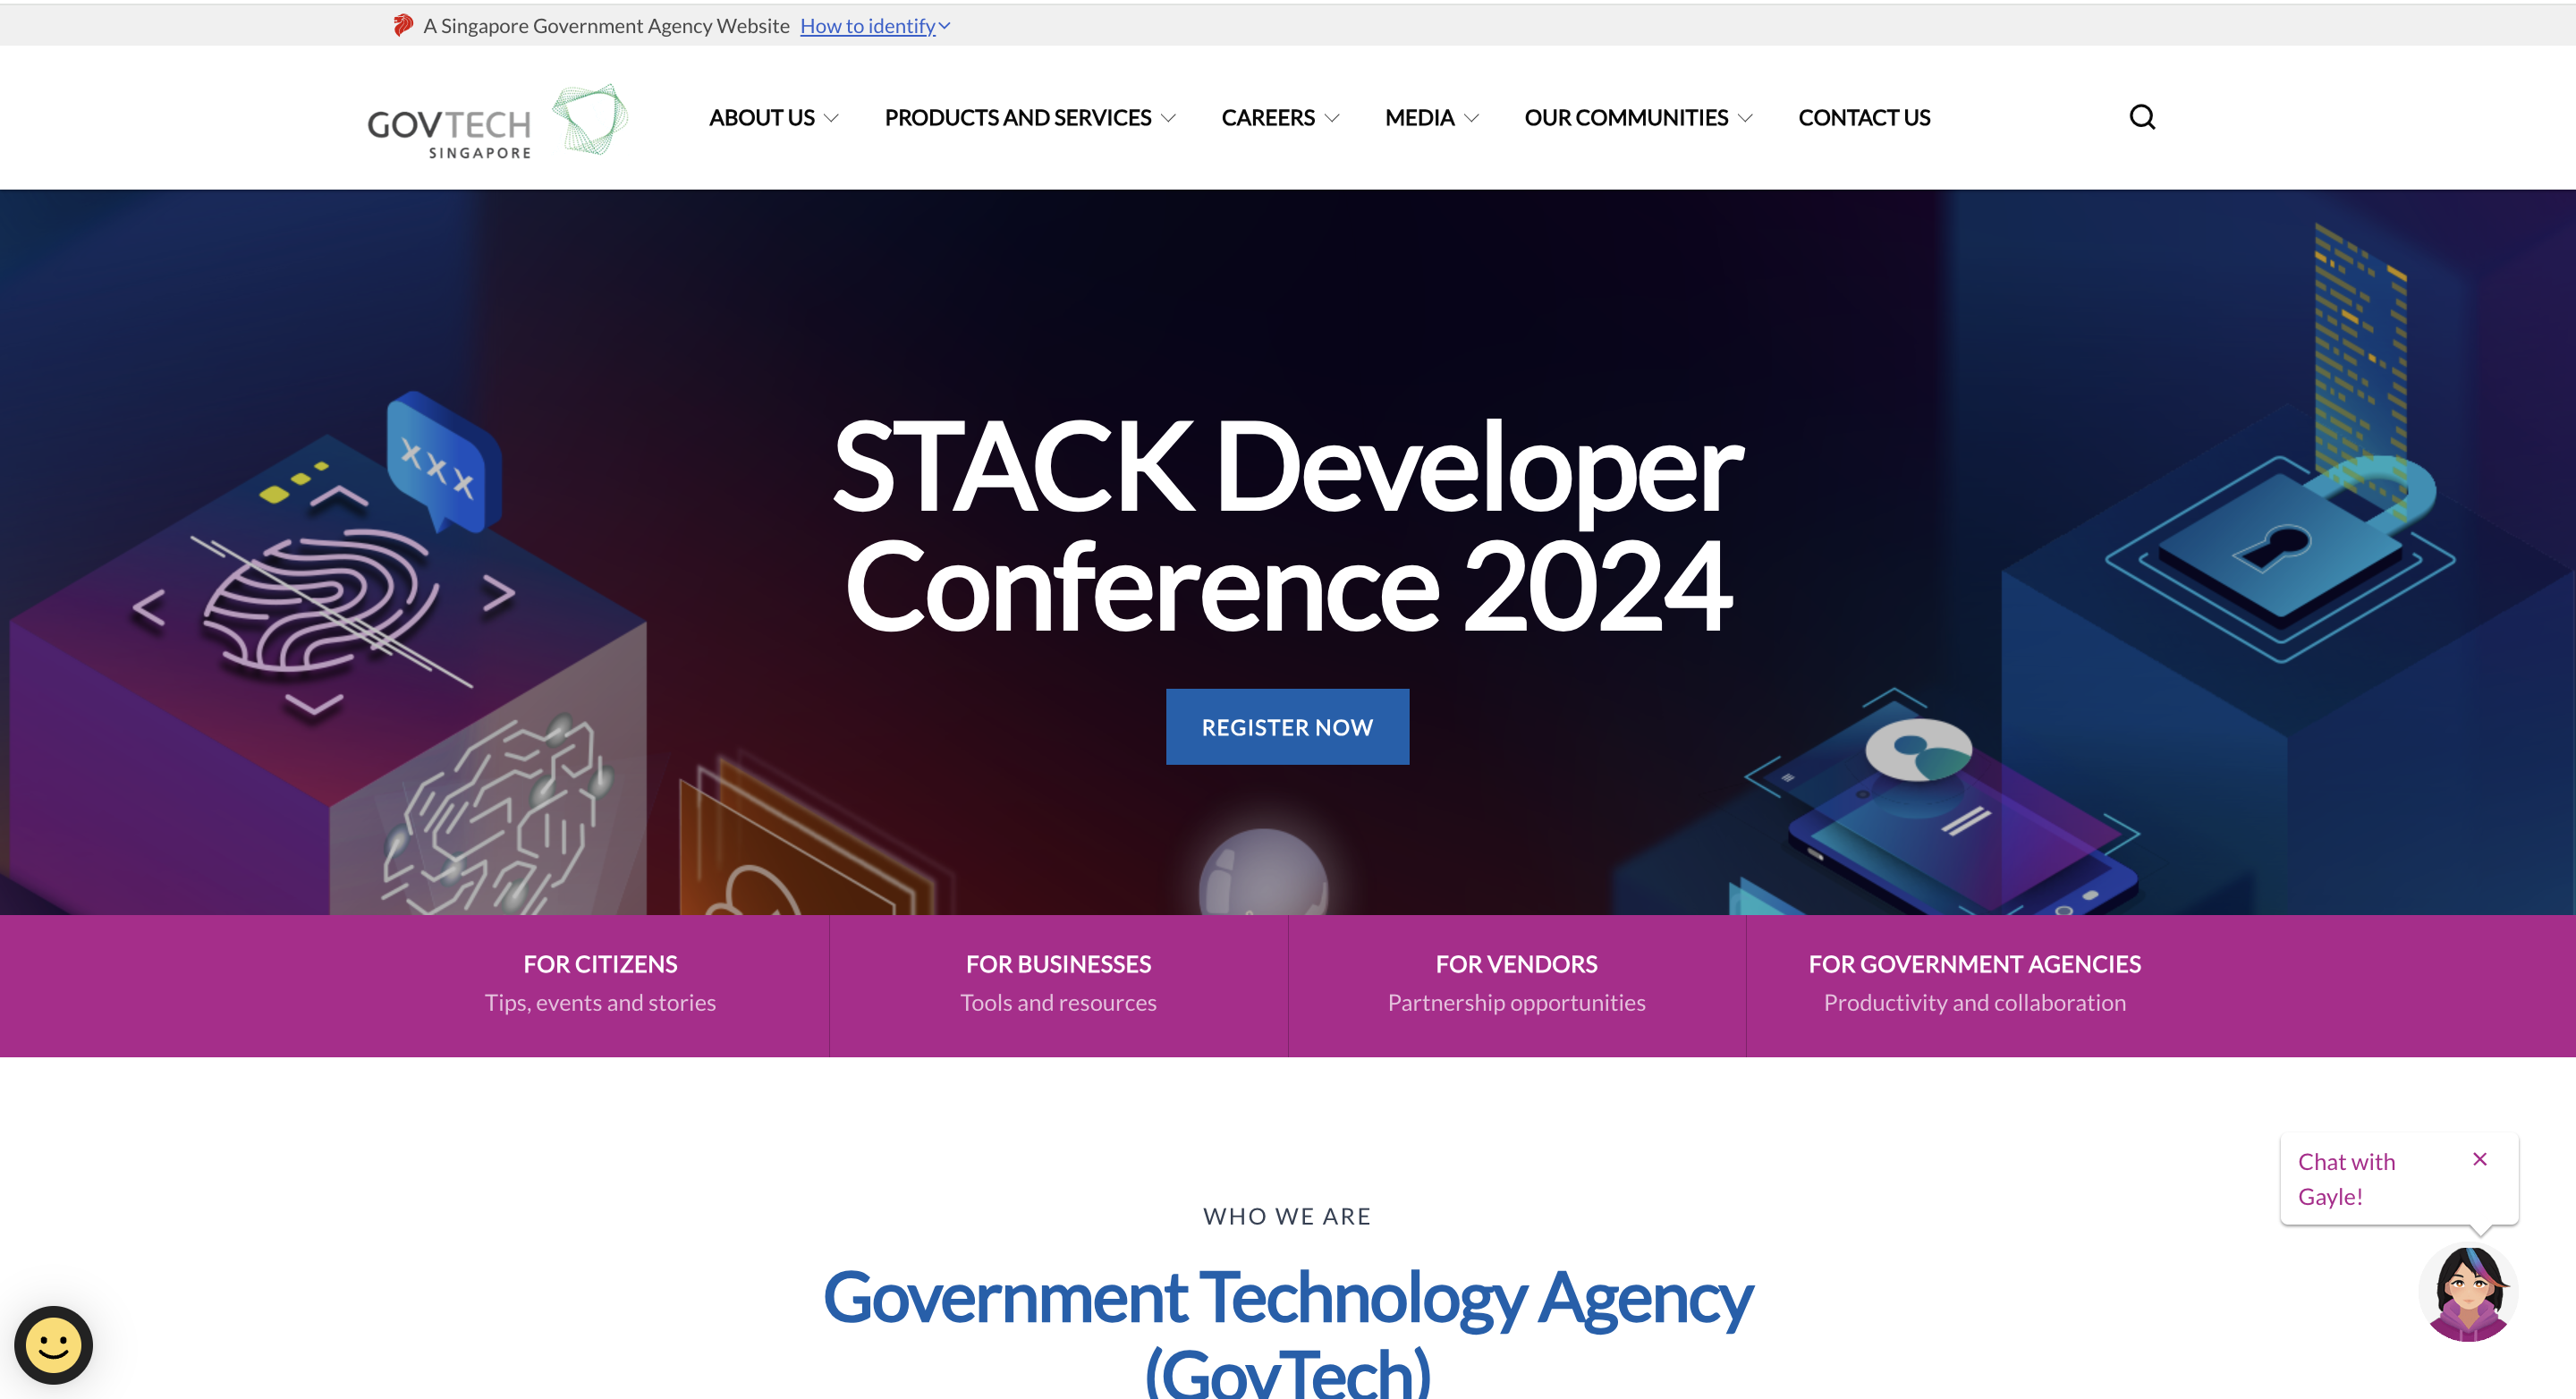 A Singapore Government Agency Website How to identify
GOVTECH
SINGAPORE
ABOUT US PRODUCTS AND SERVICES CAREERS MEDIA OUR COMMUNITIES CONTACT US
xxx
STACK Developer
Conference 2024
REGISTER NOW
FOR CITIZENS
Tips, events and stories
FOR BUSINESSES
Tools and resources
FOR VENDORS
Partnership opportunities
FOR GOVERNMENT AGENCIES
Productivity and collaboration
Chat with
Gayle!
WHO WE ARE
Government Technology Agency
(GovTech)